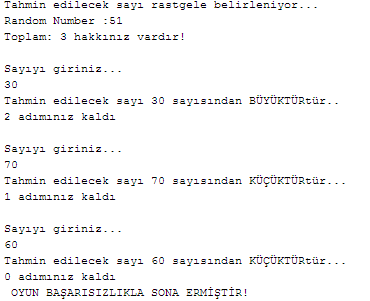 Tahmin edilecek sayı rastgele belirleniyor...
Random Number :51
Toplam: 3 hakkınız vardır!
Sayıyı giriniz...
30
Tahmin edilecek sayı 30 sayısından BÜYÜKTÜRtür..
2 adımınız kaldı
Sayıyı giriniz...
70
Tahmin edilecek sayı 70 sayısından KÜÇÜKTÜRtür...
1 adımınız kaldı
Sayıyı giriniz...
60
Tahmin edilecek sayı 60 sayısından KÜÇÜKTÜRtür...
0 adımınız kaldı
OYUN BAŞARISIZLIKLA SONA ERMİŞTİR!